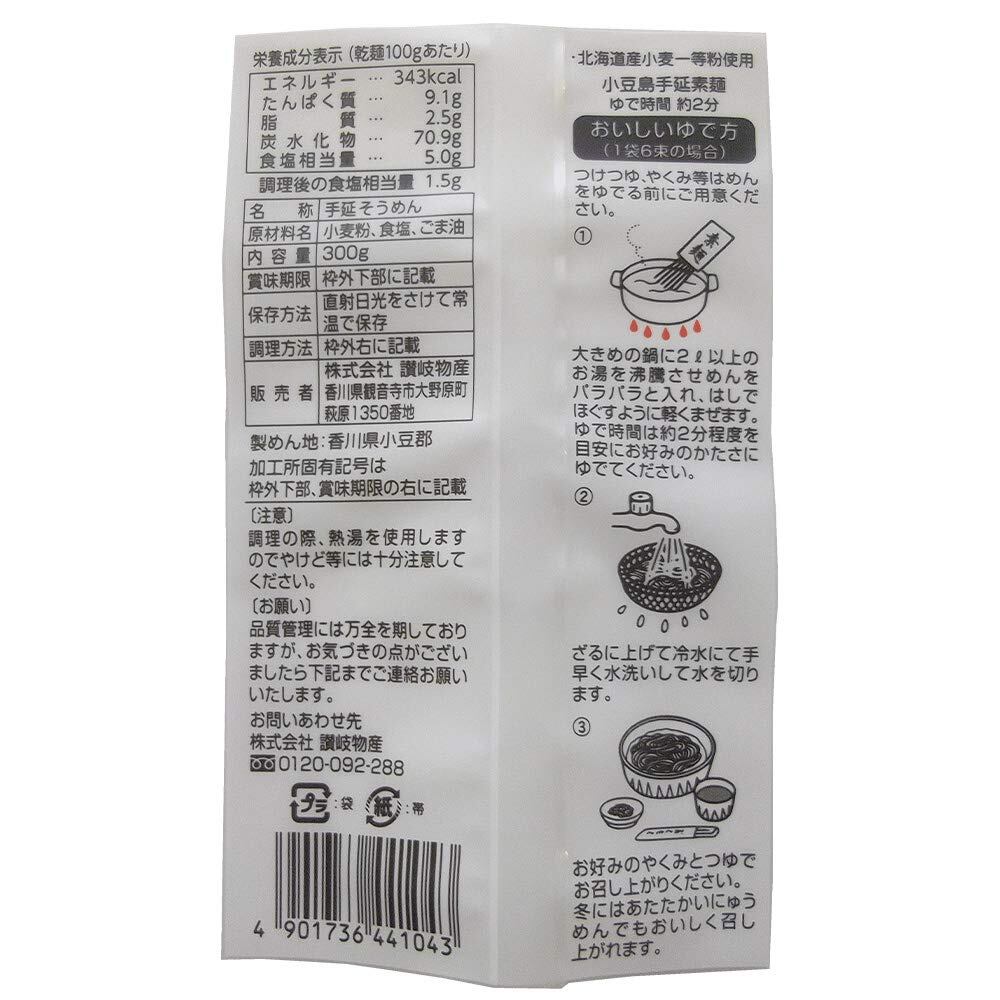 栄養成分表示(乾麺100gあたり)
エネルギー … 343kcal
たんぱく質 … 9.1g
脂質 … 2.5g
炭水化物 … 70.9g
食塩相当量 … 5.0g
調理後の食塩相当量 1.5g
名称 手延そうめん
原材料名 小麦粉、食塩、ごま油
内容量 300g
賞味期限 枠外下部に記載
保存方法 直射日光をさけて常
温で保存
調理方法 枠外右に記載
販売者 株式会社 讃岐物産
香川県観音寺市大野原町
萩原1350番地
製めん地:香川県小豆郡
加工所固有記号は
枠外下部、賞味期限の右に記載
〔注意〕
調理の際、熱湯を使用します
のでやけど等には十分注意して
ください。
〔お願い〕
品質管理には万全を期しており
ますが、お気づきの点がござい
ましたら下記までご連絡お願い
いたします。
お問いあわせ先
株式会社 讃岐物産
0120-092-288
プラ :袋 紙 :帯
4 901736 441043
・北海道産小麦一等粉使用
小豆島手延素麺
ゆで時間 約2分
おいしいゆで方
(1袋6束の場合)
つけつゆ、やくみ等はめん
をゆでる前にご用意くだ
さい。
①
素麺
大きめの鍋に2ℓ以上の
お湯を沸騰させめんを
パラパラと入れ、はしで
ほぐすように軽くまぜます。
ゆで時間は約2分程度を
目安にお好みのかたさに
ゆでてください。
②
ざるに上げて冷水にて手
早く水洗いして水を切り
ます。
③
お好みのやくみとつゆで
お召し上がりください。
冬にはあたたかいにゅう
めんでもおいしく召し
上がれます。